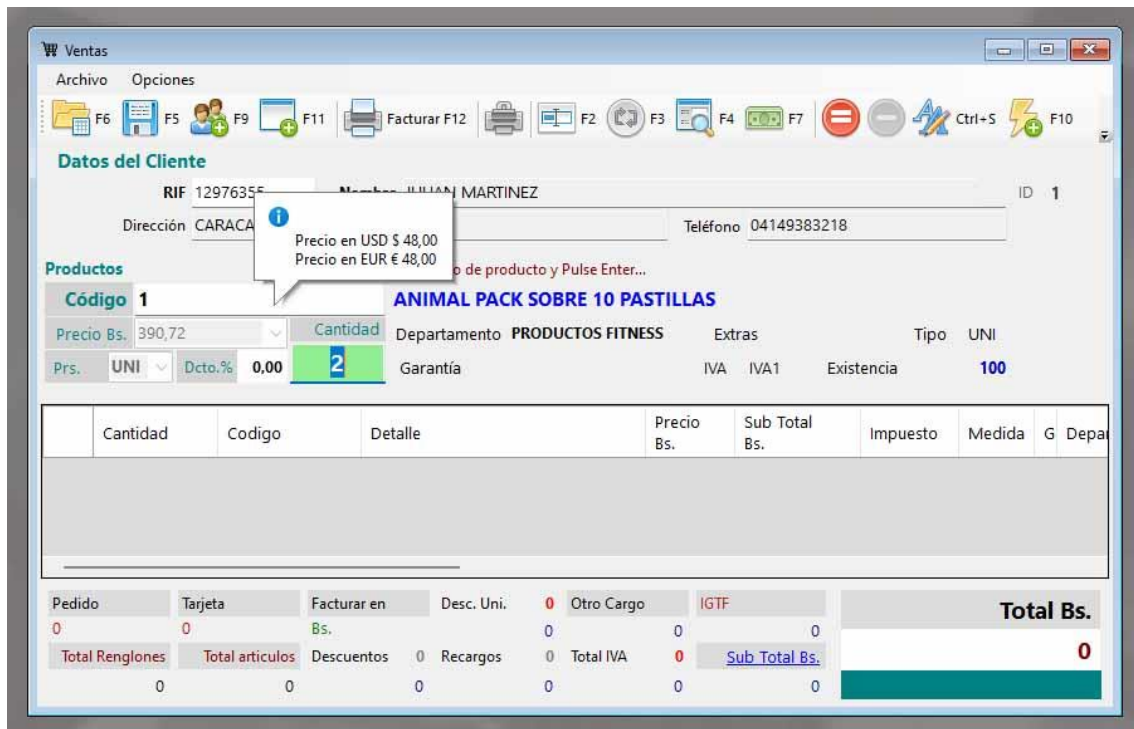 Ventas
Archivo Opciones
F6 F5 F9 F11 Facturar F12 F2 F3 F4 F7 Ctrl+S F10
Datos del Cliente
RIF 12976355 Nombre JULIAN MARTINEZ ID 1
Dirección Teléfono 04149383218
Precio en USD $ 48,00
Precio en EUR € 48,00
Productos de producto y Pulse Enter...
Código 1 ANIMAL PACK SOBRE 10 PASTILLAS
Precio Bs. 390,72 Cantidad Departamento PRODUCTOS FITNESS Extras Tipo UNI
Prs. UNI Dcto.% 0,00 2 Garantía IVA IVA1 Existencia 100
Cantidad Codigo Detalle Precio Bs. Sub Total Bs. Impuesto Medida G Depar
Pedido Tarjeta Facturar en Desc. Uni. 0 Otro Cargo IGTF Total Bs.
0 0 Bs. 0 0 0
Total Renglones Total articulos Descuentos 0 Recargos 0 Total IVA 0 Sub Total Bs. 0
0 0 0 0 0 0